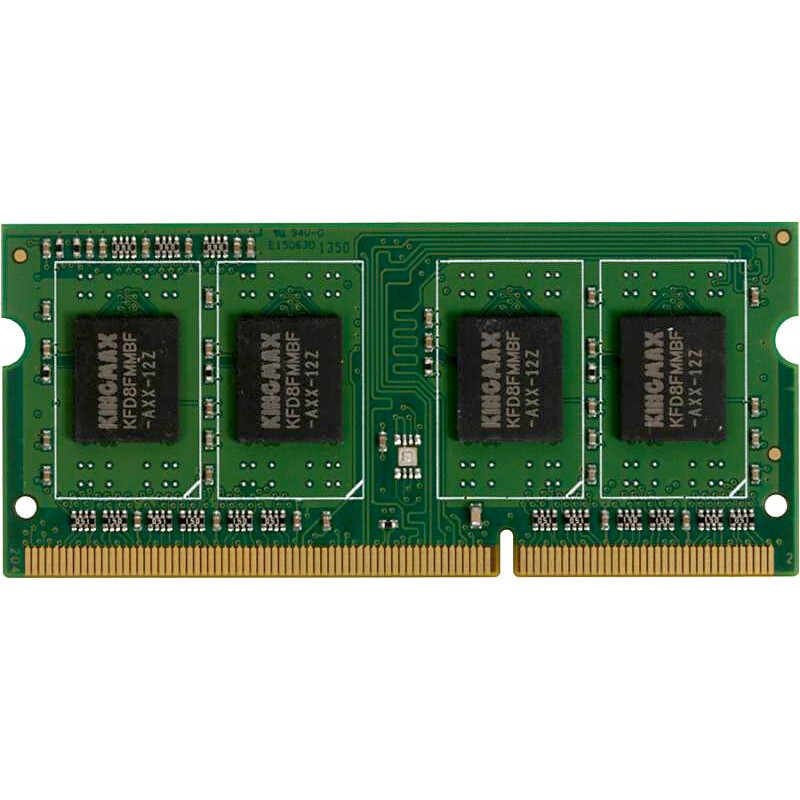 94V-0
E150630 1350
KINGMAX
KFD8FMMBF
-AXX-12Z
KINGMAX
KFD8FMMBF
-AXX-12Z
KINGMAX
KFD8FMMBF
-AXX-12Z
KINGMAX
KFD8FMMBF
-AXX-12Z
204
2